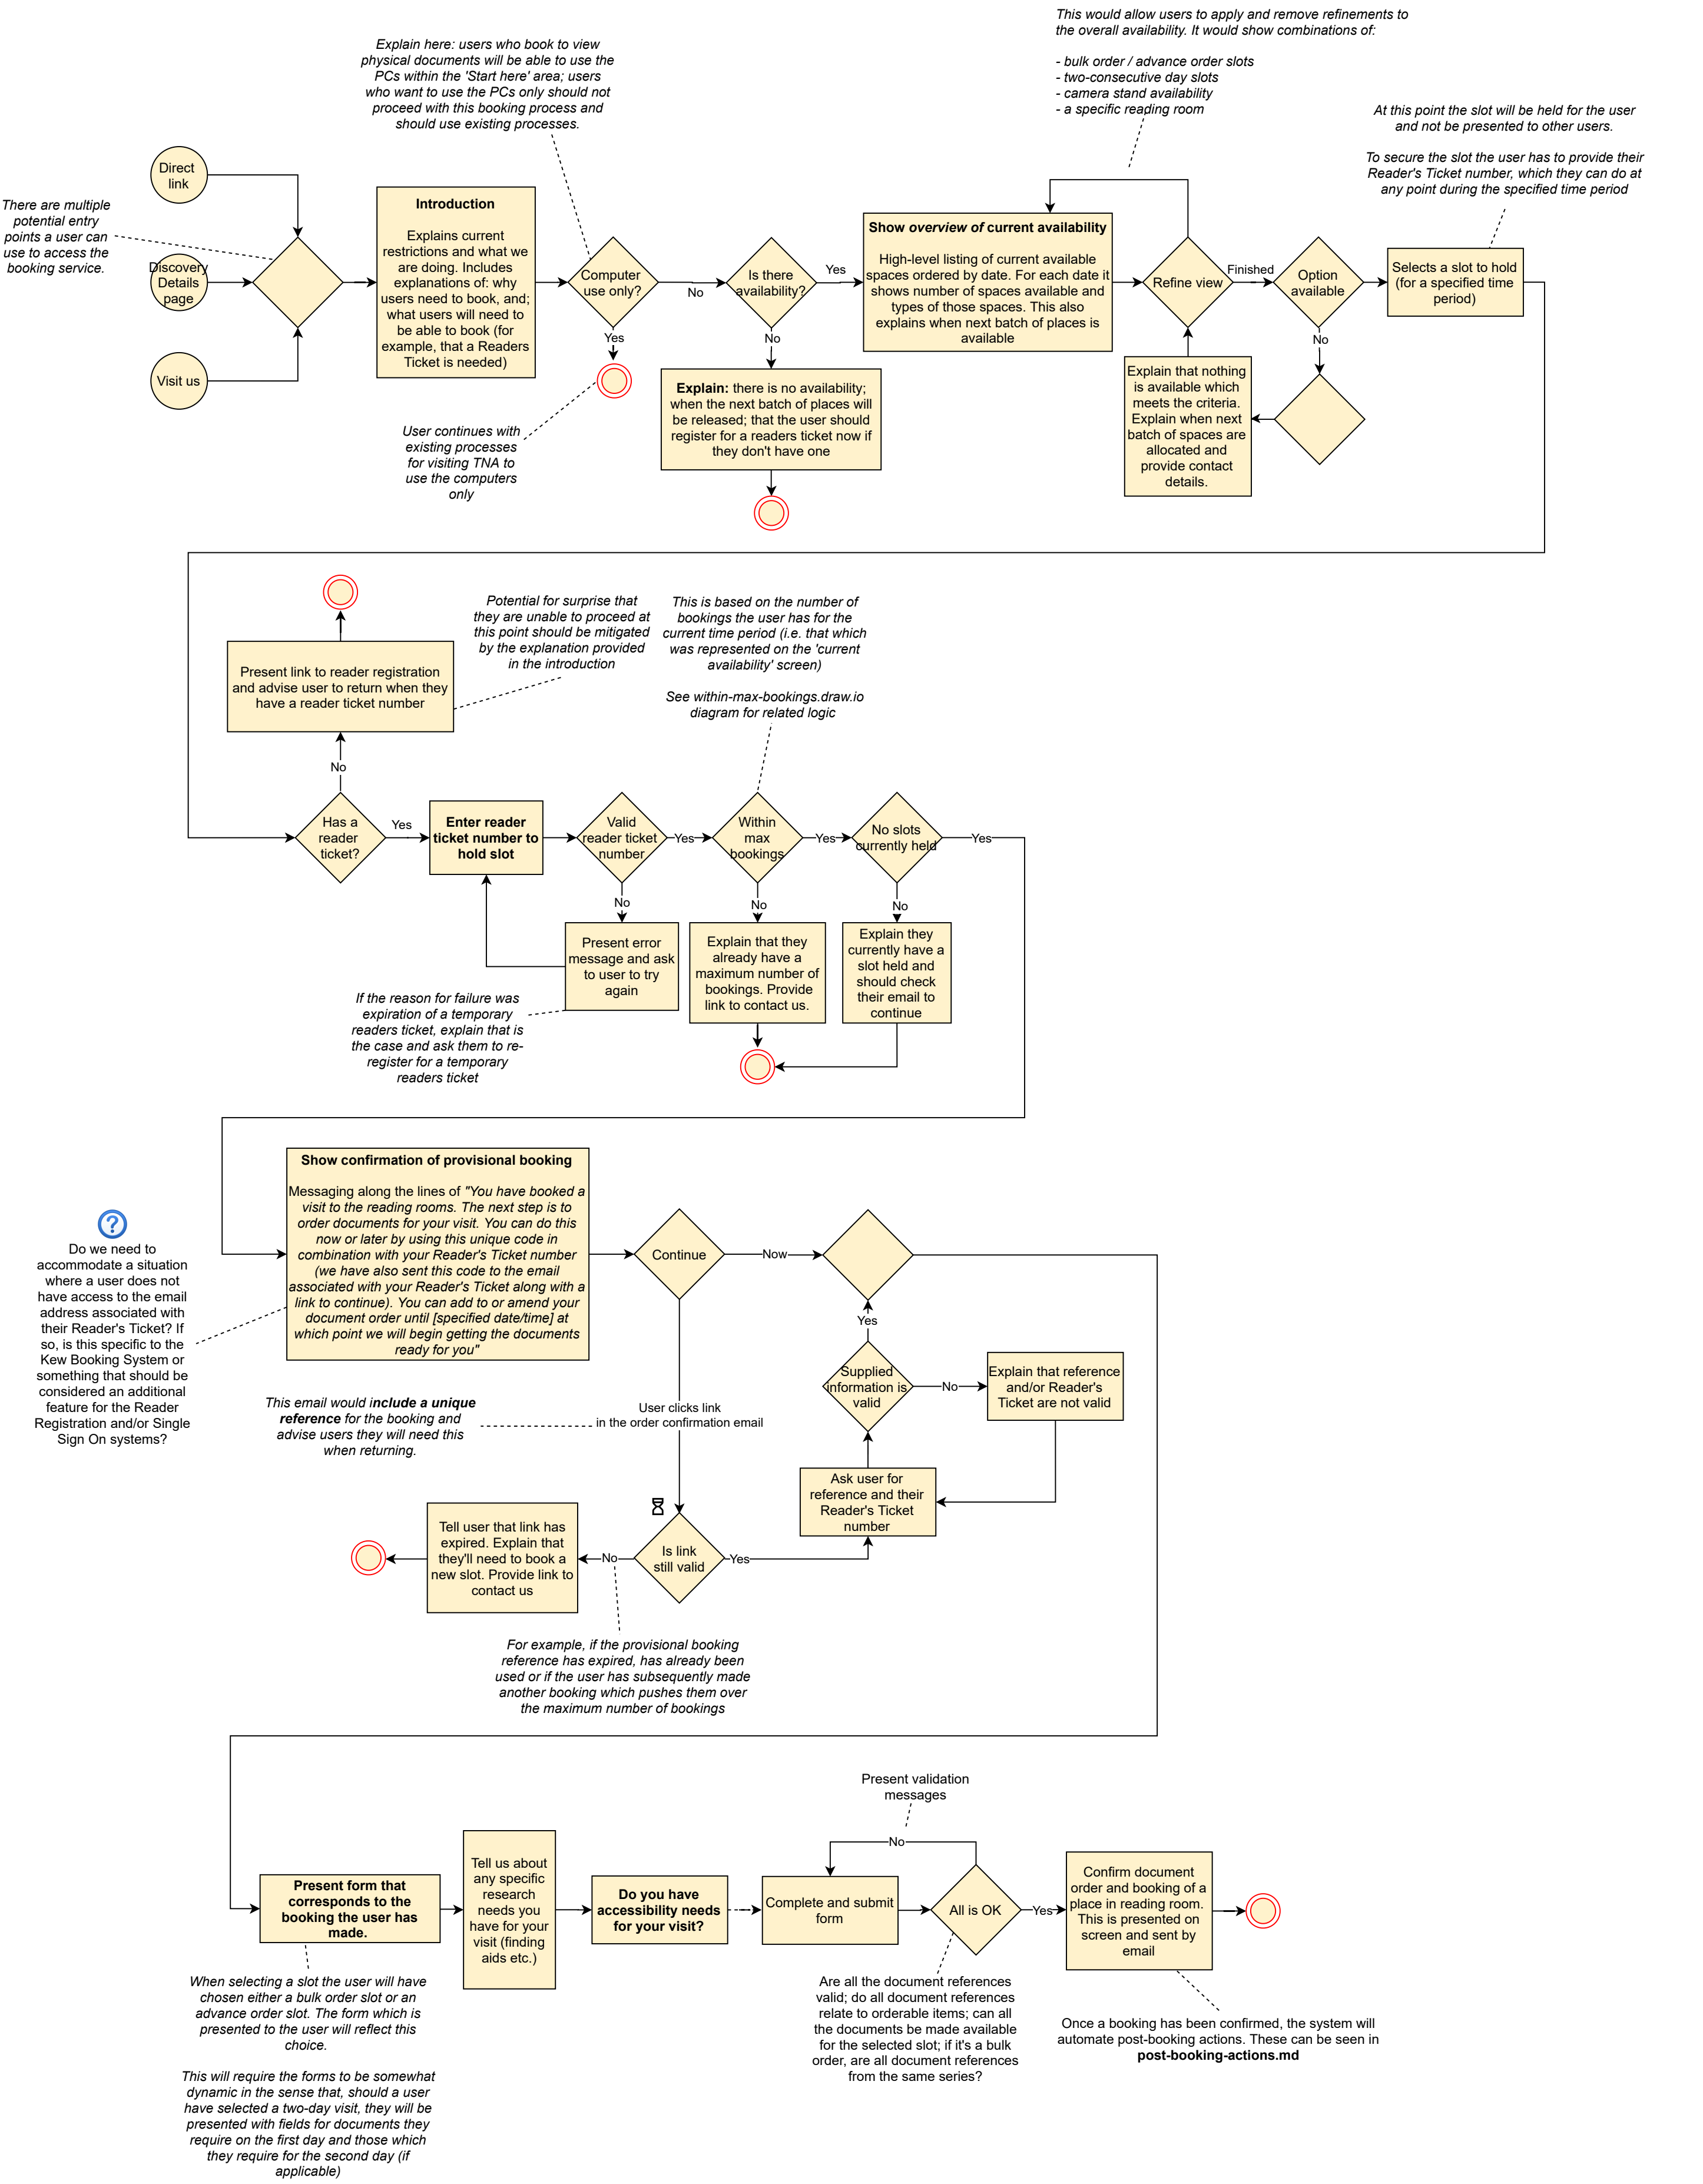 This would allow users to apply and remove refinements to
the overall availability. It would show combinations of:
- bulk order / advance order slots
- two-consecutive day slots
- camera stand availability
- a specific reading room
Explain here: users who book to view
physical documents will be able to use the
PCs within the 'Start here' area; users
who want to use the PCs only should not
proceed with this booking process and
should use existing processes.
At this point the slot will be held for the user
and not be presented to other users.
To secure the slot the user has to provide their
Reader's Ticket number, which they can do at
any point during the specified time period
Direct
link
There are multiple
potential entry
points a user can
use to access the
booking service.
Discovery
Details
page
Visit us
Introduction
Explains current
restrictions and what we
are doing. Includes
explanations of: why
users need to book, and;
what users will need to
be able to book (for
example, that a Readers
Ticket is needed)
Computer
use only?
No
Yes
User continues with
existing processes
for visiting TNA to
use the computers
only
Is there
availability?
Yes
No
Explain: there is no availability;
when the next batch of places will
be released; that the user should
register for a readers ticket now if
they don't have one
Show overview of current availability
High-level listing of current available
spaces ordered by date. For each date it
shows number of spaces available and
types of those spaces. This also
explains when next batch of places is
available
Refine view
Finished
Option
available
No
Explain that nothing
is available which
meets the criteria.
Explain when next
batch of spaces are
allocated and
provide contact
details.
Selects a slot to hold
(for a specified time
period)
Present link to reader registration
and advise user to return when they
have a reader ticket number
Potential for surprise that
they are unable to proceed at
this point should be mitigated
by the explanation provided
in the introduction
This is based on the number of
bookings the user has for the
current time period (i.e. that which
was represented on the 'current
availability' screen)
See within-max-bookings.draw.io
diagram for related logic
No
Has a
reader
ticket?
Yes
Enter reader
ticket number to
hold slot
Valid
reader ticket
number
Yes
Within
max
bookings
Yes
No slots
currently held
Yes
No
No
No
Present error
message and ask
to user to try
again
Explain that they
already have a
maximum number of
bookings. Provide
link to contact us.
Explain they
currently have a
slot held and
should check
their email to
continue
If the reason for failure was
expiration of a temporary
readers ticket, explain that is
the case and ask them to re-
register for a temporary
readers ticket
Show confirmation of provisional booking
Messaging along the lines of "You have booked a
visit to the reading rooms. The next step is to
order documents for your visit. You can do this
now or later by using this unique code in
combination with your Reader's Ticket number
(we have also sent this code to the email
associated with your Reader's Ticket along with a
link to continue). You can add to or amend your
document order until [specified date/time] at
which point we will begin getting the documents
ready for you"
?
Do we need to
accommodate a situation
where a user does not
have access to the email
address associated with
their Reader's Ticket? If
so, is this specific to the
Kew Booking System or
something that should be
considered an additional
feature for the Reader
Registration and/or Single
Sign On systems?
Continue
Now
Yes
Supplied
information is
valid
No
Explain that reference
and/or Reader's
Ticket are not valid
This email would include a unique
reference for the booking and
advise users they will need this
when returning.
User clicks link
in the order confirmation email
Ask user for
reference and their
Reader's Ticket
number
Tell user that link has
expired. Explain that
they'll need to book a
new slot. Provide link to
contact us
No
Is link
still valid
Yes
For example, if the provisional booking
reference has expired, has already been
used or if the user has subsequently made
another booking which pushes them over
the maximum number of bookings
Present validation
messages
No
Present form that
corresponds to the
booking the user has
made.
Tell us about
any specific
research
needs you
have for your
visit (finding
aids etc.)
Do you have
accessibility needs
for your visit?
Complete and submit
form
All is OK
Yes
Confirm document
order and booking of a
place in reading room.
This is presented on
screen and sent by
email
When selecting a slot the user will have
chosen either a bulk order slot or an
advance order slot. The form which is
presented to the user will reflect this
choice.
This will require the forms to be somewhat
dynamic in the sense that, should a user
have selected a two-day visit, they will be
presented with fields for documents they
require on the first day and those which
they require for the second day (if
applicable)
Are all the document references
valid; do all document references
relate to orderable items; can all
the documents be made available
for the selected slot; if it's a bulk
order, are all document references
from the same series?
Once a booking has been confirmed, the system will
automate post-booking actions. These can be seen in
post-booking-actions.md